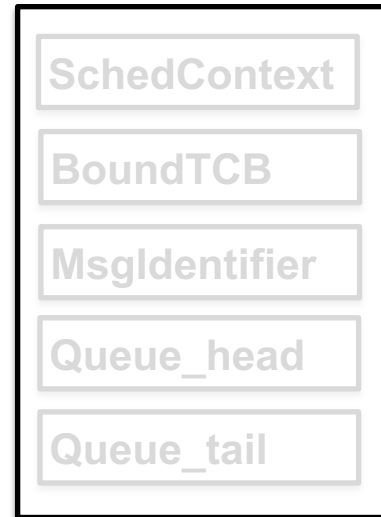 SchedContext
BoundTCB
MsgIdentifier
Queue_head
Queue_tail